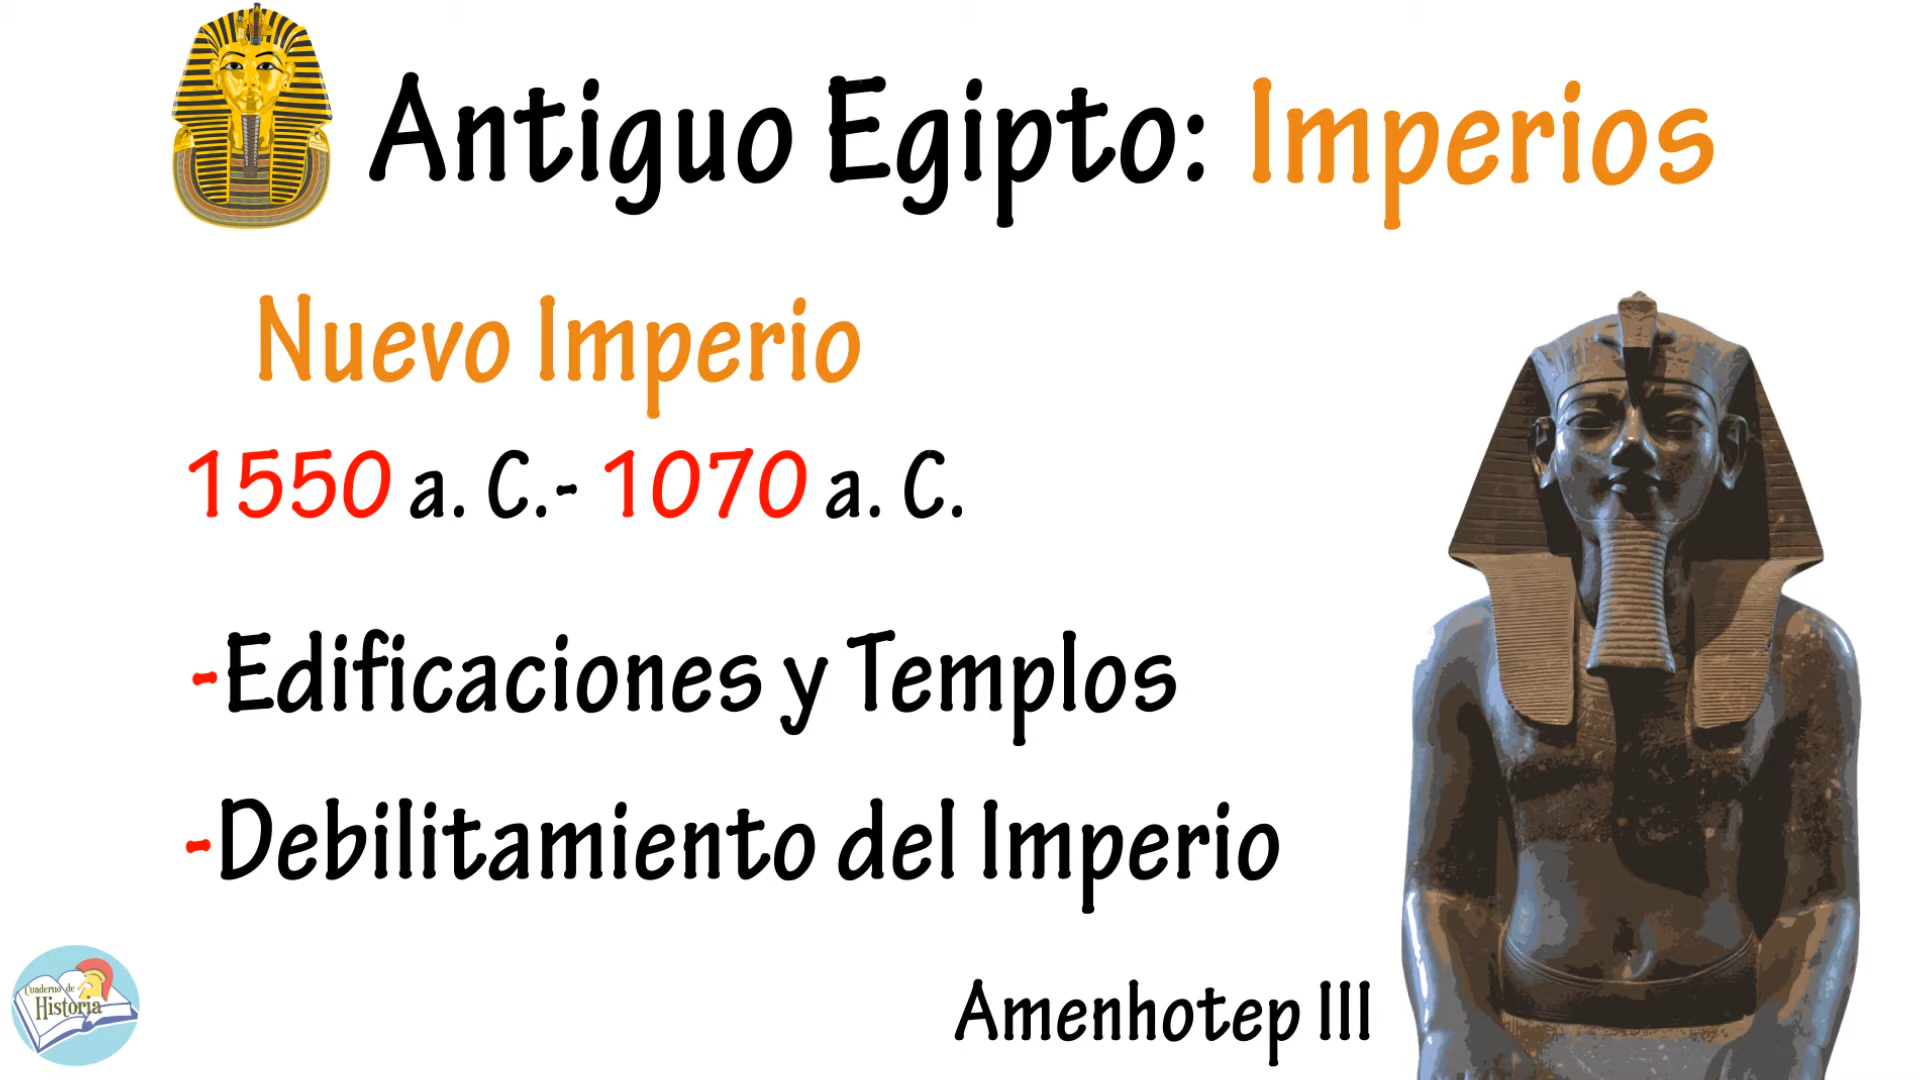 Antiguo Egipto: Imperios
Nuevo Imperio
1550 a. C.- 1070 a. C.
-Edificaciones y Templos
-Debilitamiento del Imperio
Amenhotep III
Cuaderno de
Historia